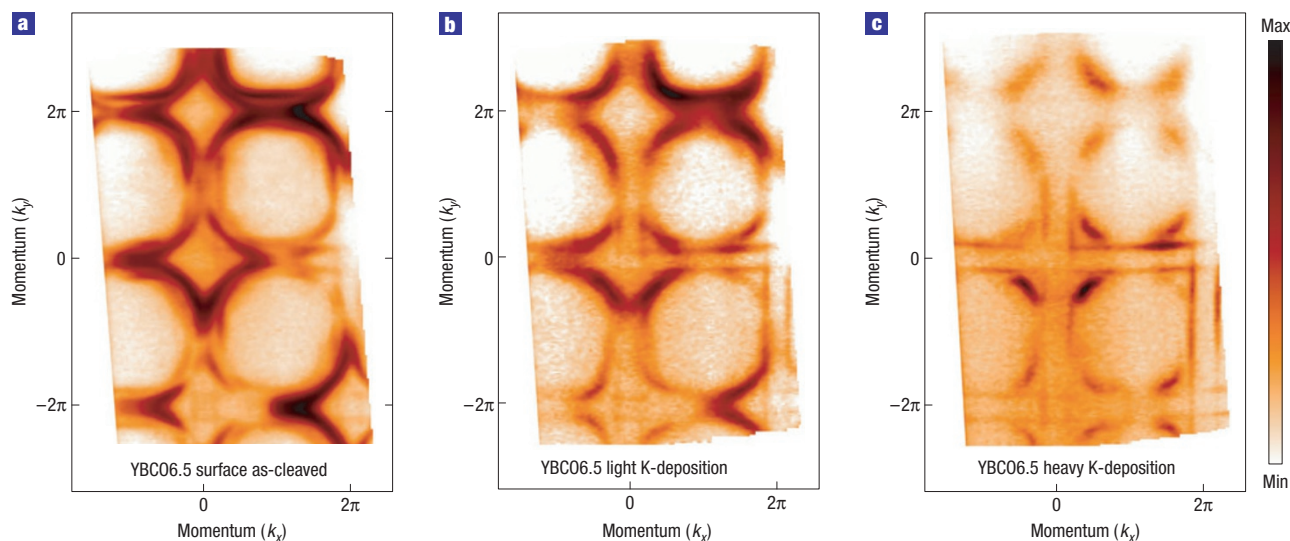 a
b
c
Max
2π
2π
2π
Momentum (ky)
Momentum (ky)
Momentum (ky)
0
0
0
−2π
−2π
−2π
YBCO6.5 surface as-cleaved
YBCO6.5 light K-deposition
YBCO6.5 heavy K-deposition
Min
0
2π
0
2π
0
2π
Momentum (kx)
Momentum (kx)
Momentum (kx)